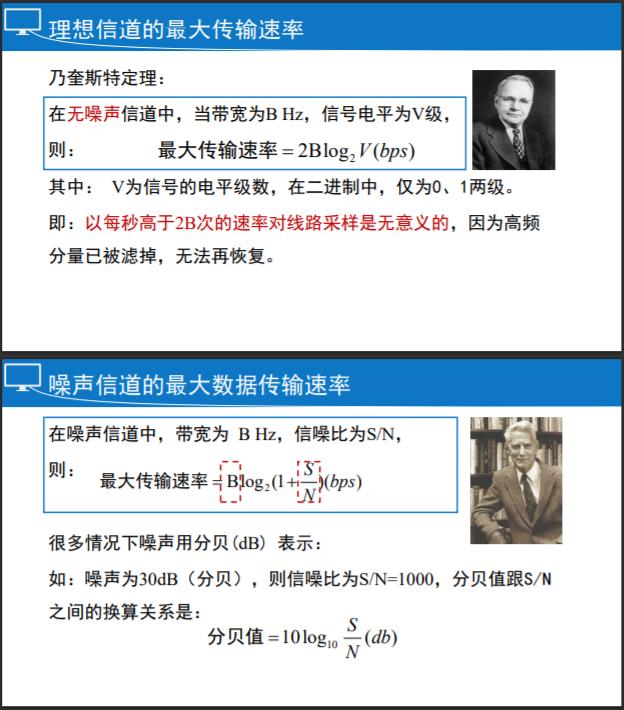 理想信道的最大传输速率
乃奎斯特定理：
在无噪声信道中，当带宽为B Hz，信号电平为V级，
则： 最大传输速率 = 2Blog₂ V(bps)
其中： V为信号的电平级数，在二进制中，仅为0、1两级。
即：以每秒高于2B次的速率对线路采样是无意义的，因为高频
分量已被滤掉，无法再恢复。
噪声信道的最大数据传输速率
在噪声信道中，带宽为 B Hz，信噪比为S/N，
则： 最大传输速率 = Blog₂(1+S/N)(bps)
很多情况下噪声用分贝(dB）表示：
如：噪声为30dB（分贝），则信噪比为S/N=1000，分贝值跟S/N
之间的换算关系是：
分贝值 =10log₁₀ S/N (db)